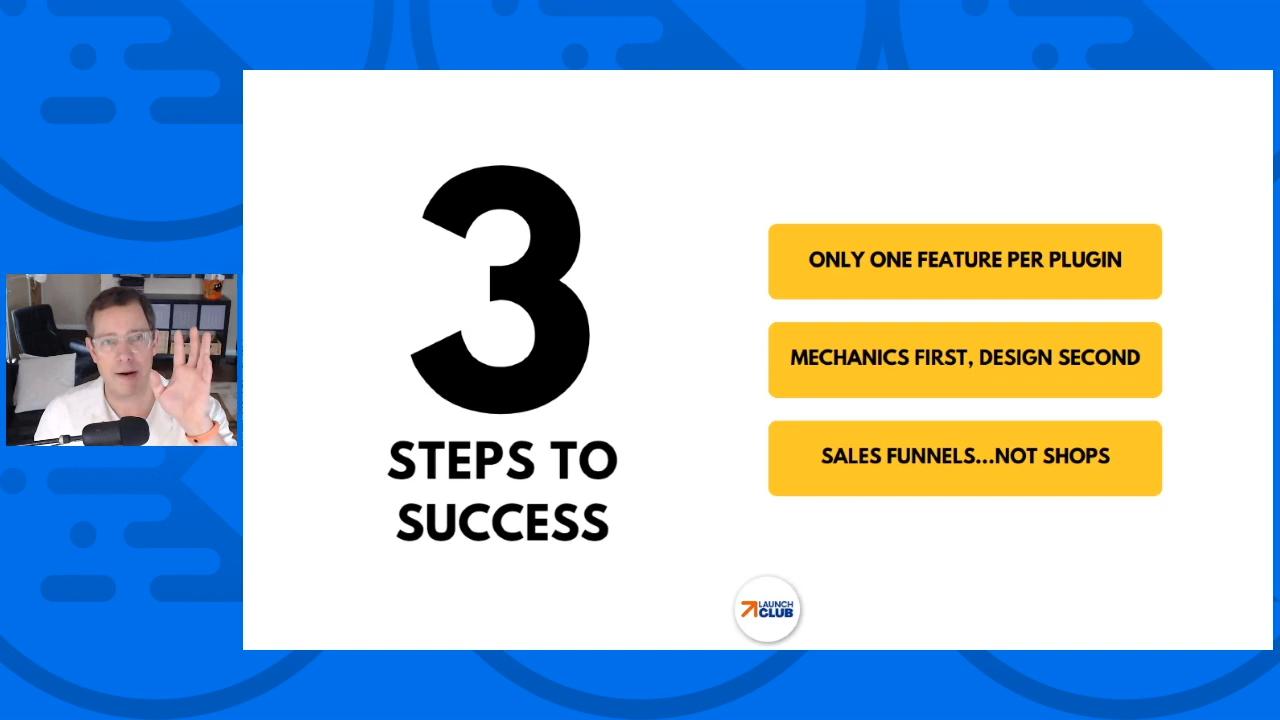 3
STEPS TO
SUCCESS
ONLY ONE FEATURE PER PLUGIN
MECHANICS FIRST, DESIGN SECOND
SALES FUNNELS...NOT SHOPS
LAUNCH
CLUB